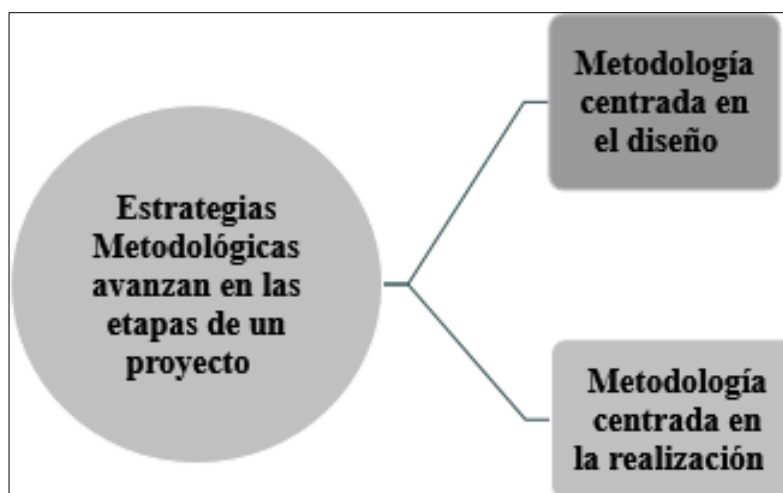 Estrategias
Metodológicas
avanzan en las
etapas de un
proyecto
Metodología
centrada en
el diseño
Metodología
centrada en
la realización